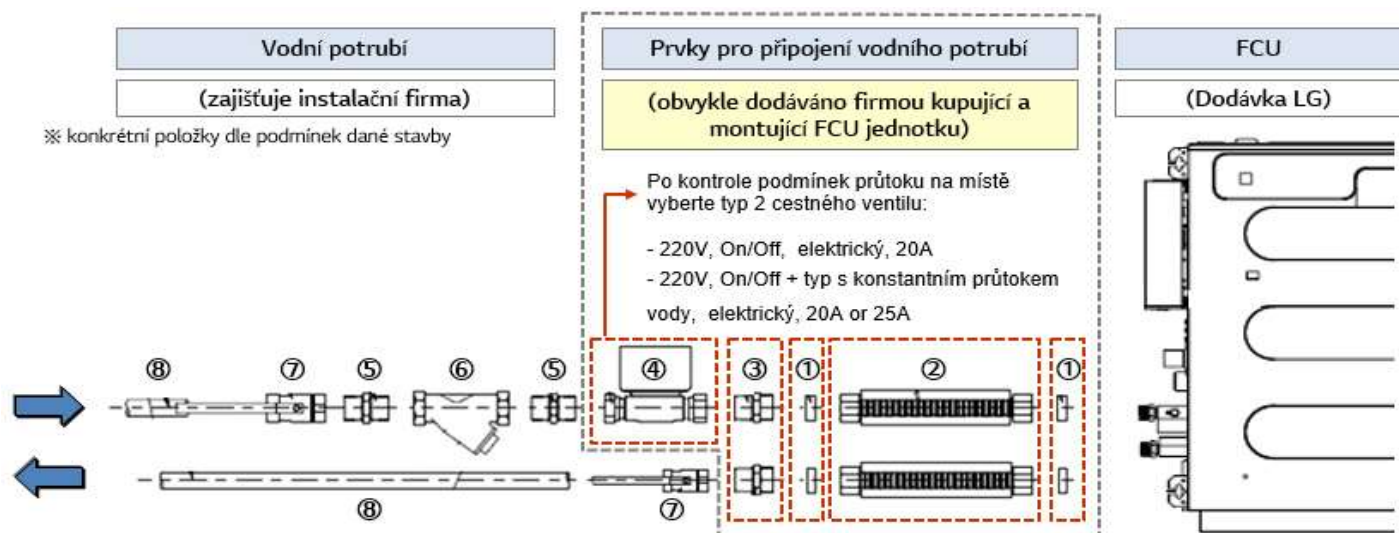 Vodní potrubí
(zajišťuje instalační firma)
※ konkrétní položky dle podmínek dané stavby
Prvky pro připojení vodního potrubí
(obvykle dodáváno firmou kupující a
montující FCU jednotku)
FCU
(Dodávka LG)
Po kontrole podmínek průtoku na místě
vyberte typ 2 cestného ventilu:
- 220V, On/Off, elektrický, 20A
- 220V, On/Off + typ s konstantním průtokem
vody, elektrický, 20A or 25A
⑧ ⑦ ⑤ ⑥ ⑤ ④ ③ ① ② ①
⑧ ⑦